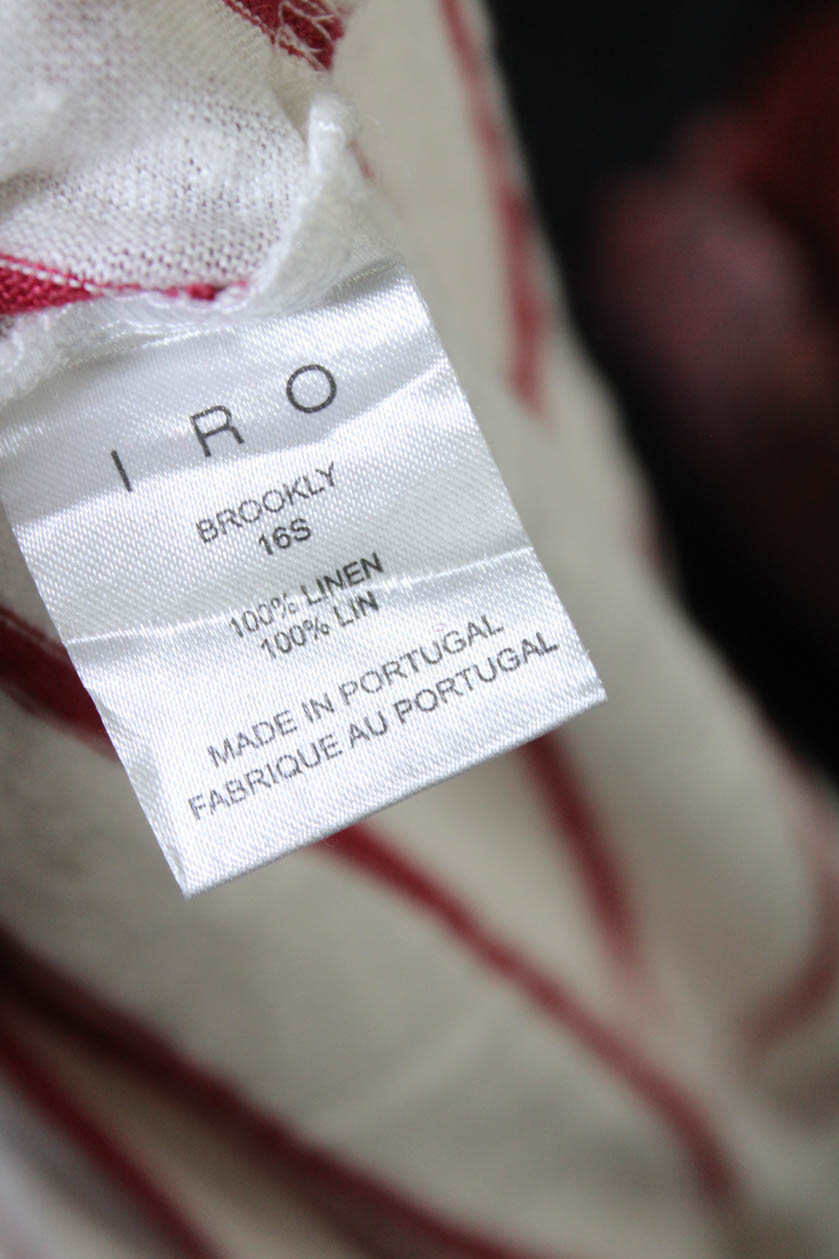 IRO
BROOKLY
16S
100% LINEN
100% LIN
MADE IN PORTUGAL
FABRIQUE AU PORTUGAL